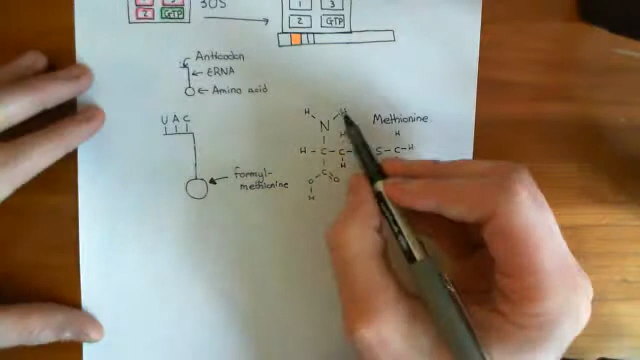 30S
1 3
2 GTP
2 GTP
Anticodon
tRNA
Amino acid
U A C
formyl-
methionine
Methionine
H H
N
H
H
H - C - C
S - C - H
H
C
O O
H